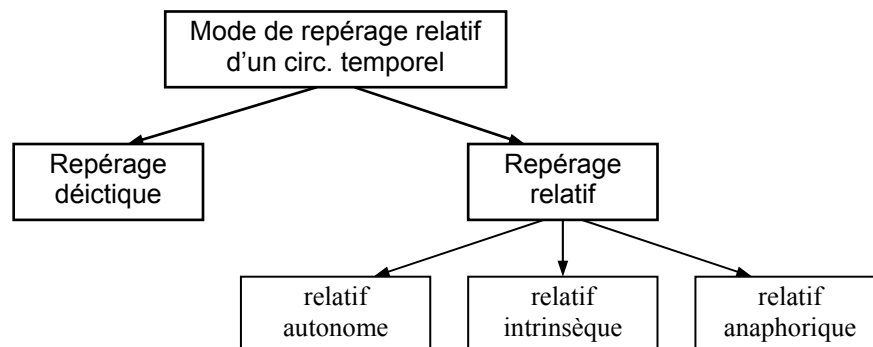 Mode de repérage relatif
d’un circ. temporel
Repérage
déictique
Repérage
relatif
relatif
autonome
relatif
intrinsèque
relatif
anaphorique